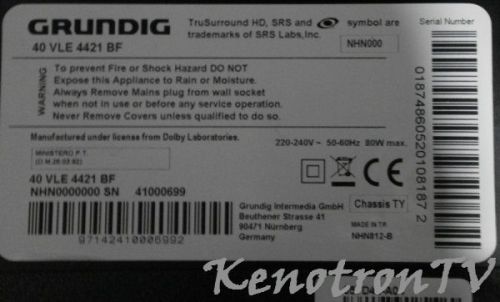 GRUNDIG
40 VLE 4421 BF
TruSurround HD, SRS and symbol are
trademarks of SRS Labs,Inc.
NHN000
Serial Number
WARNING
To prevent Fire or Shock Hazard DO NOT
Expose this Appliance to Rain or Moisture.
Always Remove Mains plug from wall socket
when not in use or before any service operation.
Never Remove Covers unless qualified to do so.
Manufactured under license from Dolby Laboratories.
220-240V ~ 50-60Hz 80W max.
MINISTERO P.T.
40 VLE 4421 BF
NHN0000000 SN 41000699
Grundig Intermedia GmbH
Beuthener Strasse 41
90471 Nürnberg
Germany
Chassis TY
MADE IN TR
NHN812-B
KenotronTV